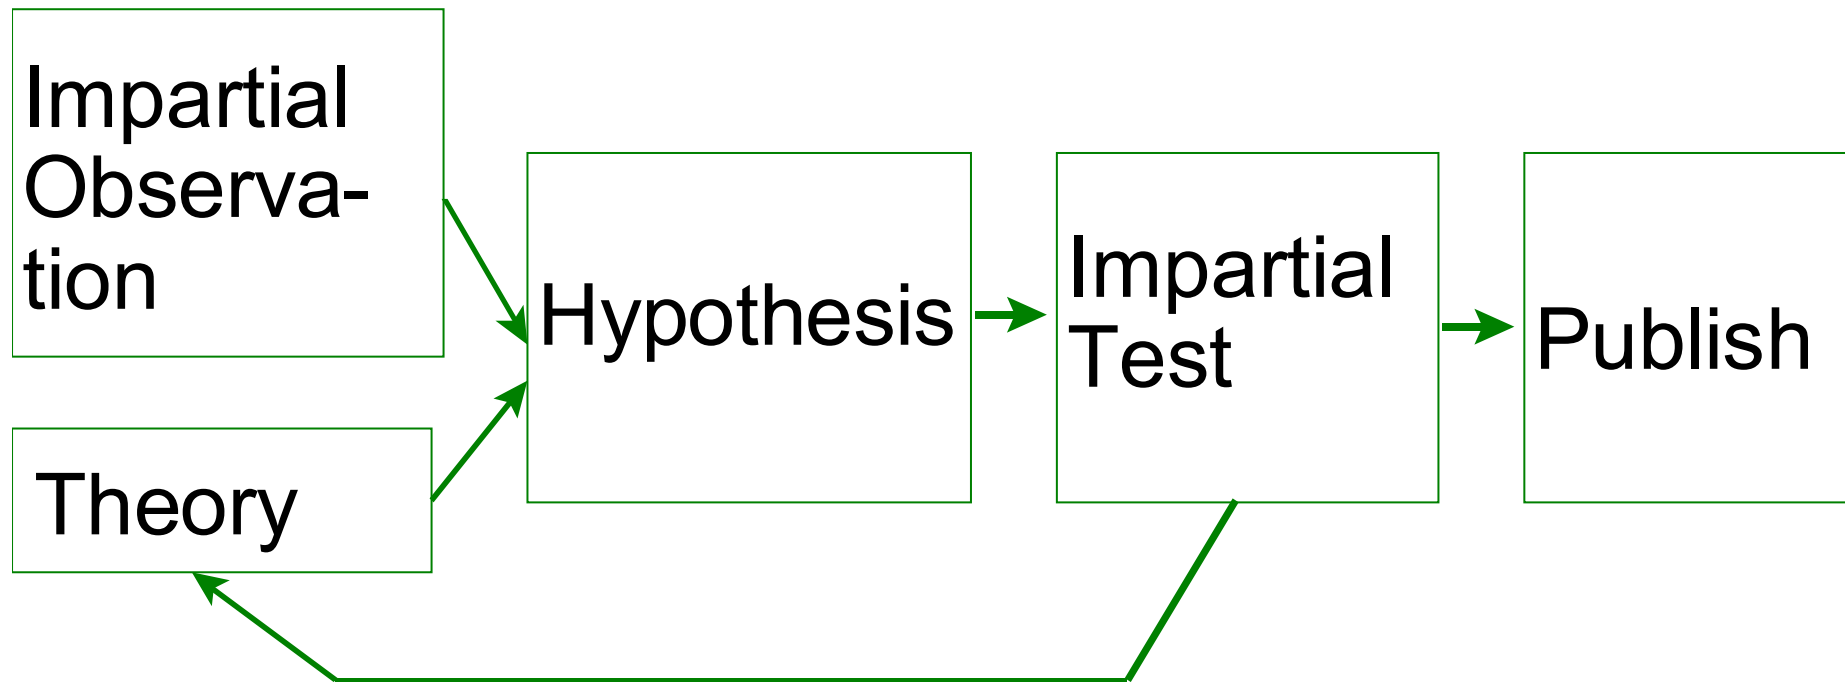 Impartial
Observa-
tion
Theory
Hypothesis
Impartial
Test
Publish